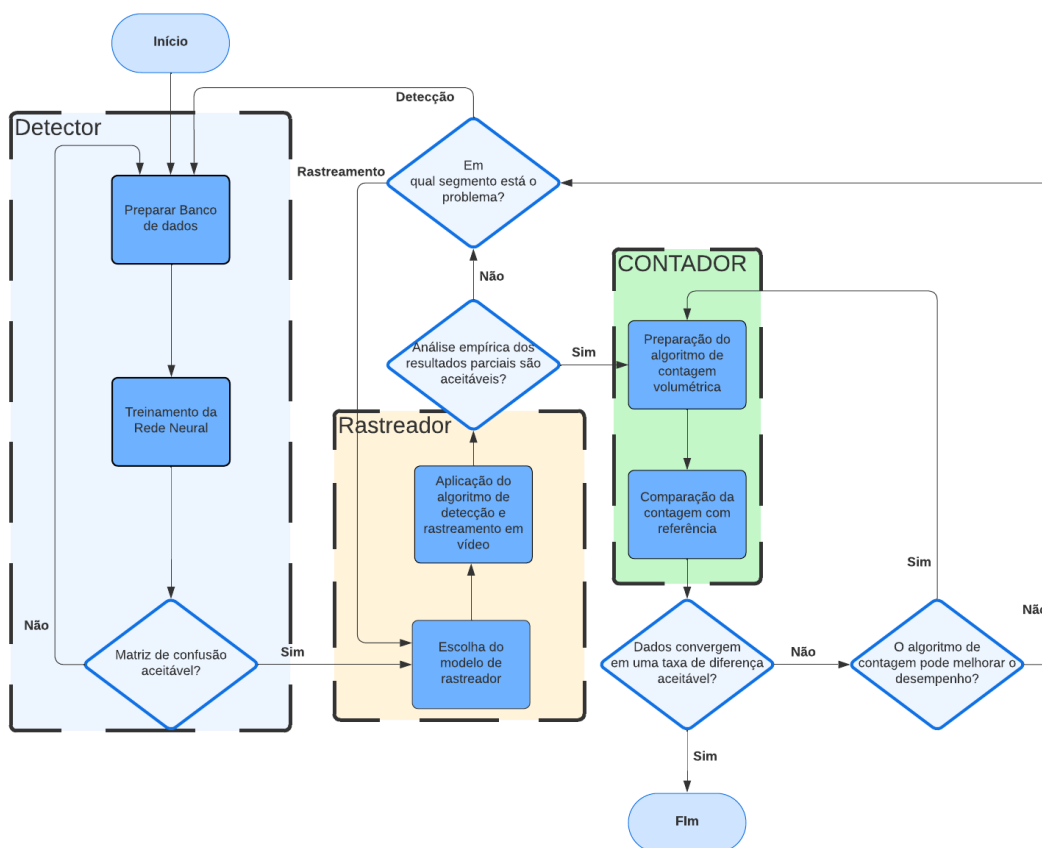 Início
Detecção
Detector
Em
qual segmento está o
problema?
Rastreamento
Preparar Banco
de dados
Não
CONTADOR
Análise empírica dos
resultados parciais são
aceitáveis?
Sim
Preparação do
algoritmo de
contagem
volumétrica
Treinamento da
Rede Neural
Rastreador
Aplicação do
algoritmo de
detecção e
rastreamento em
vídeo
Comparação da
contagem com
referência
Sim
Não
Matriz de confusão
aceitável?
Sim
Escolha do
modelo de
rastreador
Dados convergem
em uma taxa de diferença
aceitável?
Não
O algoritmo de
contagem pode melhorar o
desempenho?
Não
Sim
FIm